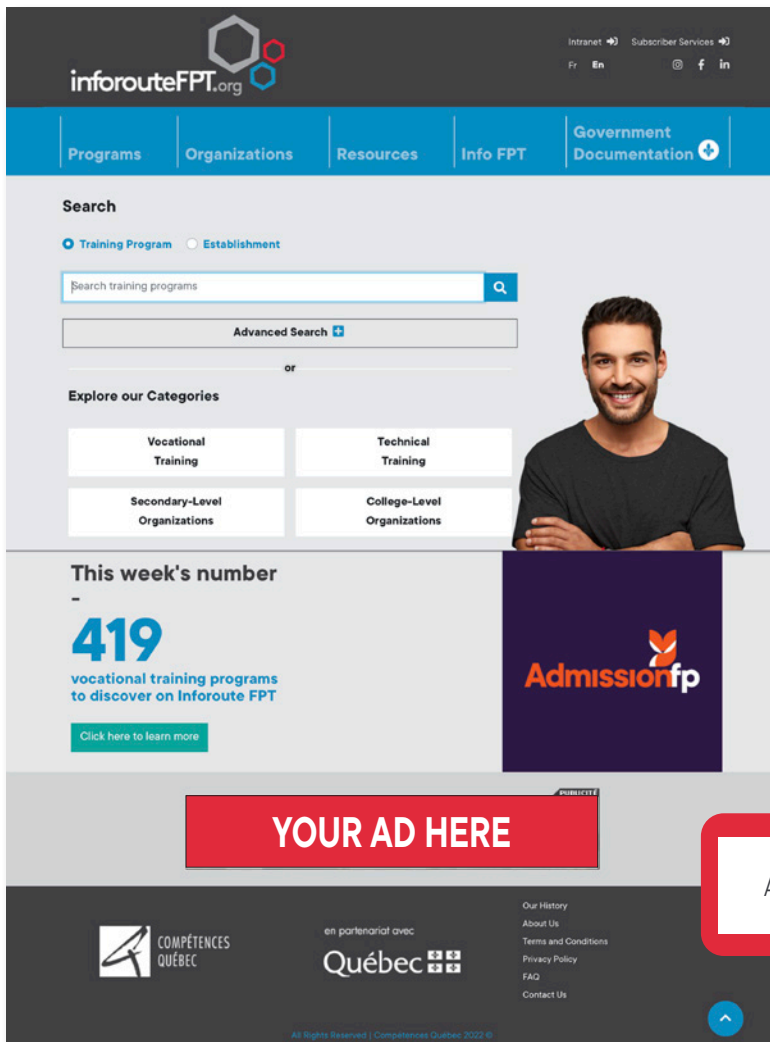 inforouteFPT.org
Intranet
Subscriber Services
Fr En
Programs
Organizations
Resources
Info FPT
Government
Documentation
Search
Training Program
Establishment
Search training programs
Advanced Search
or
Explore our Categories
Vocational
Training
Technical
Training
Secondary-Level
Organizations
College-Level
Organizations
This week's number
-
419
vocational training programs
to discover on Inforoute FPT
Click here to learn more
Admissionfp
PUBLICITÉ
YOUR AD HERE
A
COMPÉTENCES
QUÉBEC
en partenariat avec
Québec
Our History
About Us
Terms and Conditions
Privacy Policy
FAQ
Contact Us
All Rights Reserved | Compétences Québec 2022 ©